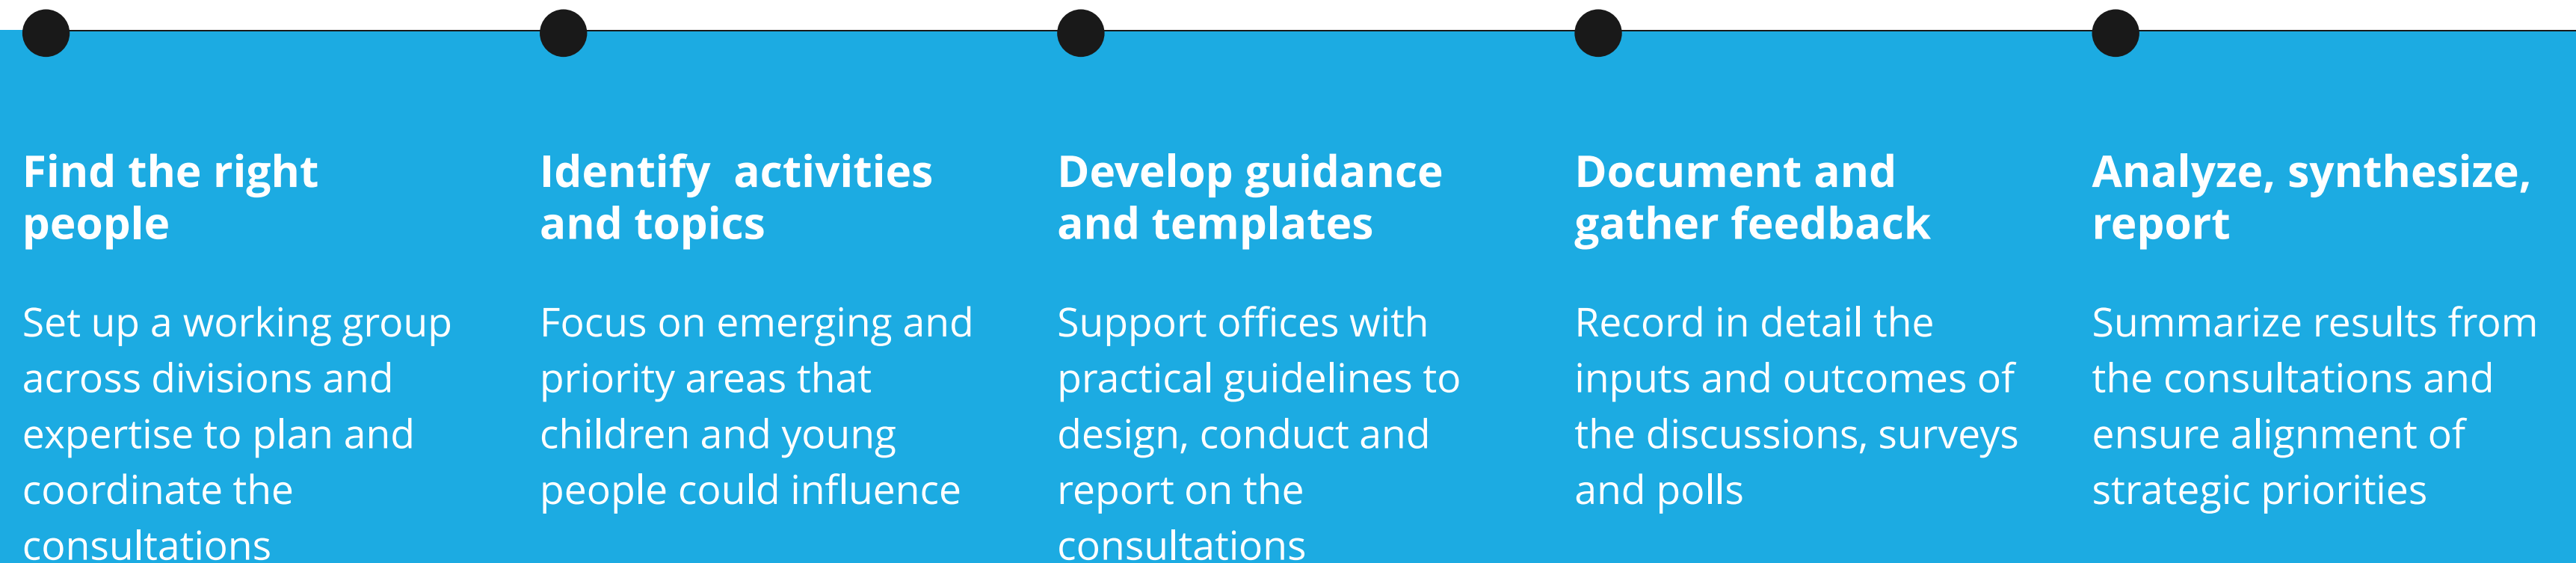 Find the right
people
Set up a working group
across divisions and
expertise to plan and
coordinate the
consultations
Identify  activities
and topics
Focus on emerging and
priority areas that
children and young
people could influence
Develop guidance
and templates
Support offices with
practical guidelines to
design, conduct and
report on the
consultations
Document and
gather feedback
Record in detail the
inputs and outcomes of
the discussions, surveys
and polls
Analyze, synthesize,
report
Summarize results from
the consultations and
ensure alignment of
strategic priorities